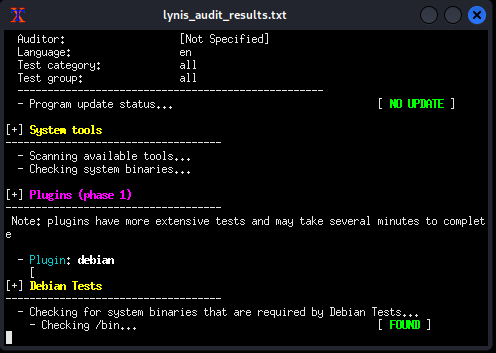 lynis_audit_results.txt
Auditor: [Not Specified]
Language: en
Test category: all
Test group: all
---------------------------------------------------
- Program update status... [ NO UPDATE ]
[+] System tools
------------------------------------
- Scanning available tools...
- Checking system binaries...
[+] Plugins (phase 1)
------------------------------------
Note: plugins have more extensive tests and may take several minutes to complet
e
- Plugin: debian
[
[+] Debian Tests
------------------------------------
- Checking for system binaries that are required by Debian Tests...
- Checking /bin... [ FOUND ]